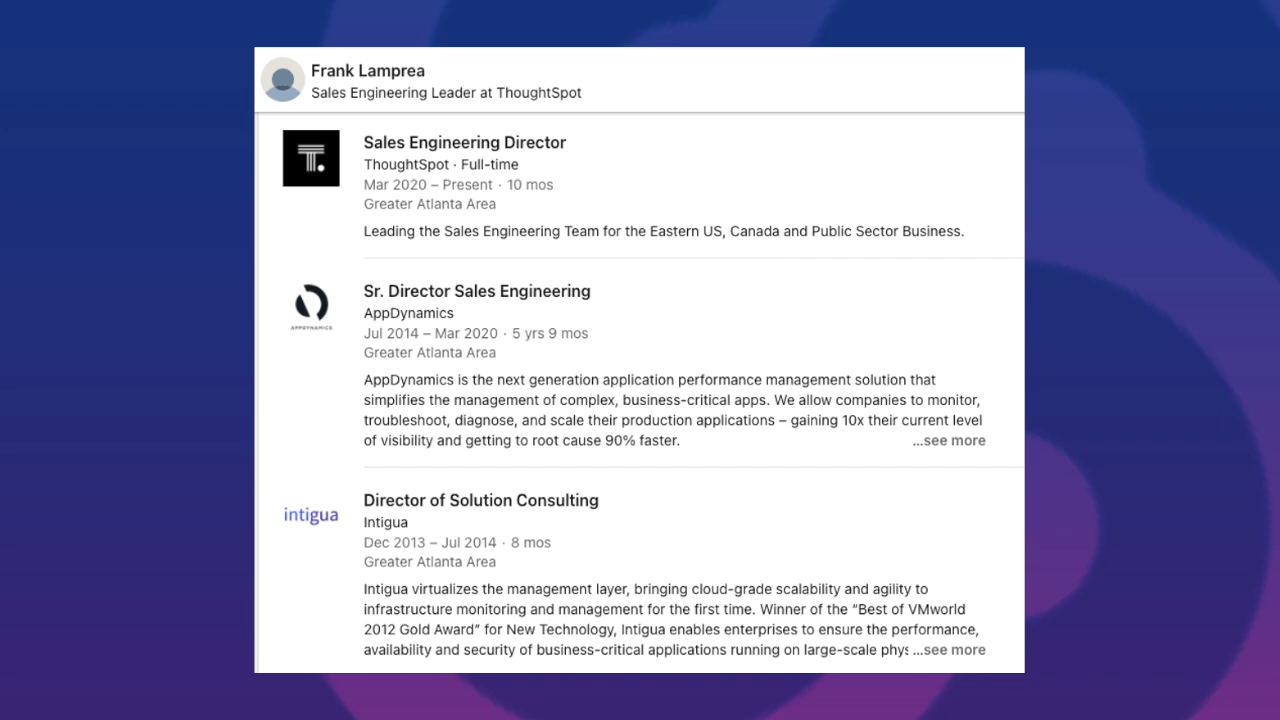 Frank Lamprea
Sales Engineering Leader at ThoughtSpot
T.
Sales Engineering Director
ThoughtSpot · Full-time
Mar 2020 – Present · 10 mos
Greater Atlanta Area
Leading the Sales Engineering Team for the Eastern US, Canada and Public Sector Business.
APPDYNAMICS
Sr. Director Sales Engineering
AppDynamics
Jul 2014 – Mar 2020 · 5 yrs 9 mos
Greater Atlanta Area
AppDynamics is the next generation application performance management solution that
simplifies the management of complex, business-critical apps. We allow companies to monitor,
troubleshoot, diagnose, and scale their production applications – gaining 10x their current level
of visibility and getting to root cause 90% faster. ...see more
intigua
Director of Solution Consulting
Intigua
Dec 2013 – Jul 2014 · 8 mos
Greater Atlanta Area
Intigua virtualizes the management layer, bringing cloud-grade scalability and agility to
infrastructure monitoring and management for the first time. Winner of the “Best of VMworld
2012 Gold Award” for New Technology, Intigua enables enterprises to ensure the performance,
availability and security of business-critical applications running on large-scale phys ...see more